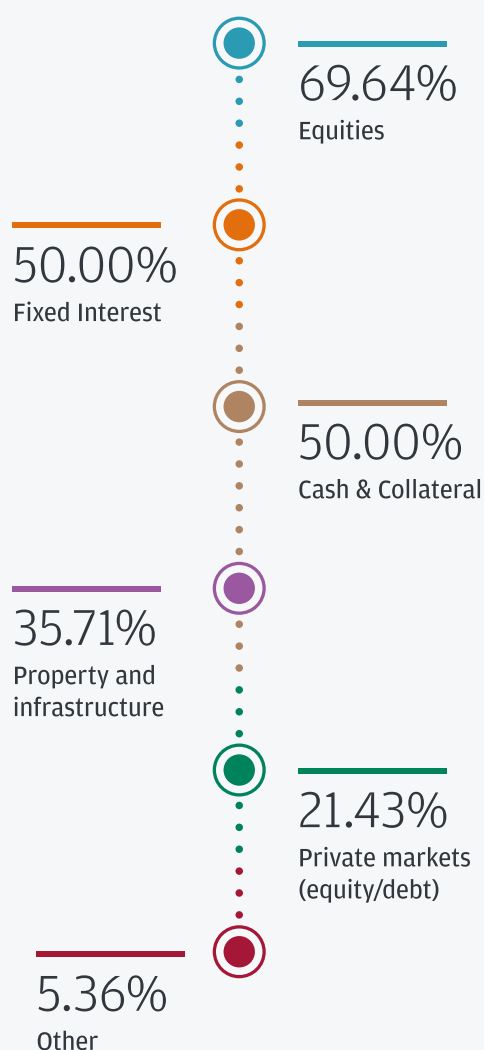 69.64%
Equities
50.00%
Fixed Interest
50.00%
Cash & Collateral
35.71%
Property and
infrastructure
21.43%
Private markets
(equity/debt)
5.36%
Other